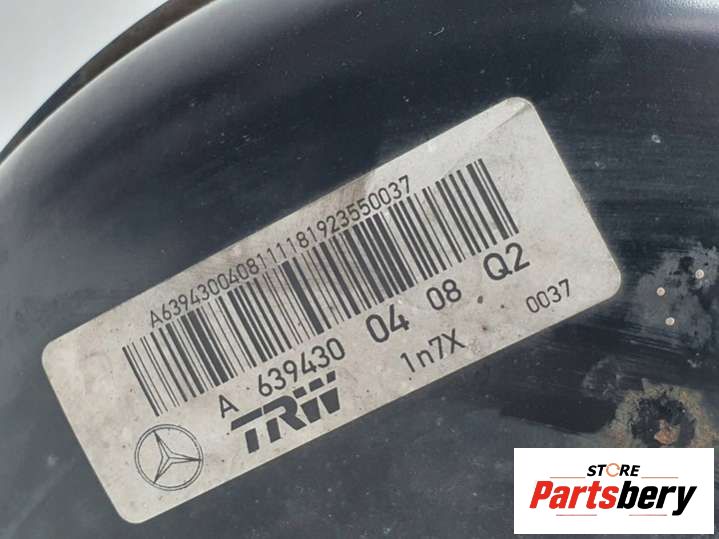 A6394300408111181923550037
A 639430 04 08 Q2
TRW 1n7X 0037
STORE
Partsbery